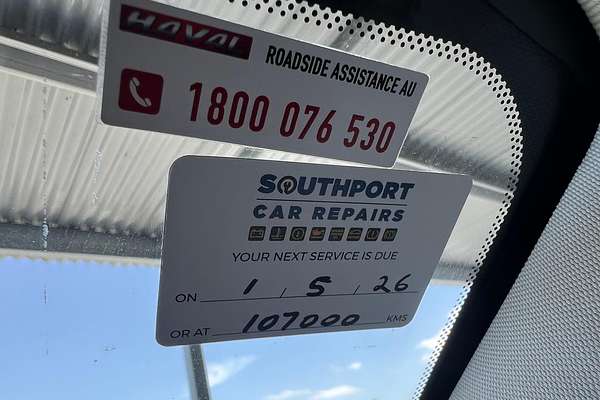 HAVAL
ROADSIDE ASSISTANCE AU
1800 076 530
SOUTHPORT
CAR REPAIRS
YOUR NEXT SERVICE IS DUE
ON 1 / 5 / 26
OR AT 107000 KMS